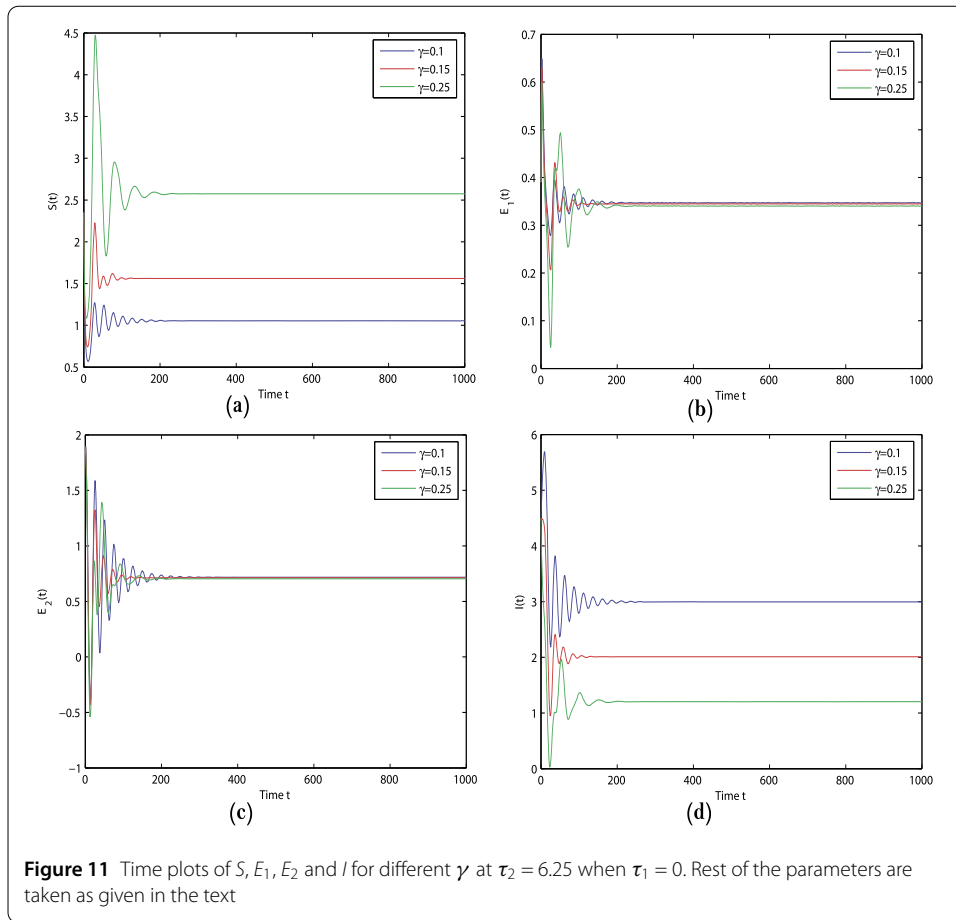 4.5
4
3.5
3
2.5
2
1.5
1
0.5
S(t)
γ=0.1
γ=0.15
γ=0.25
0 200 400 600 800 1000
Time t
(a)
0.7
0.6
0.5
0.4
0.3
0.2
0.1
0
E_1(t)
γ=0.1
γ=0.15
γ=0.25
0 200 400 600 800 1000
Time t
(b)
2
1.5
1
0.5
0
−0.5
−1
E_2(t)
γ=0.1
γ=0.15
γ=0.25
0 200 400 600 800 1000
Time t
(c)
6
5
4
3
2
1
0
I(t)
γ=0.1
γ=0.15
γ=0.25
0 200 400 600 800 1000
Time t
(d)
Figure 11 Time plots of S, E₁, E₂ and I for different γ at τ₂ = 6.25 when τ₁ = 0. Rest of the parameters are
taken as given in the text